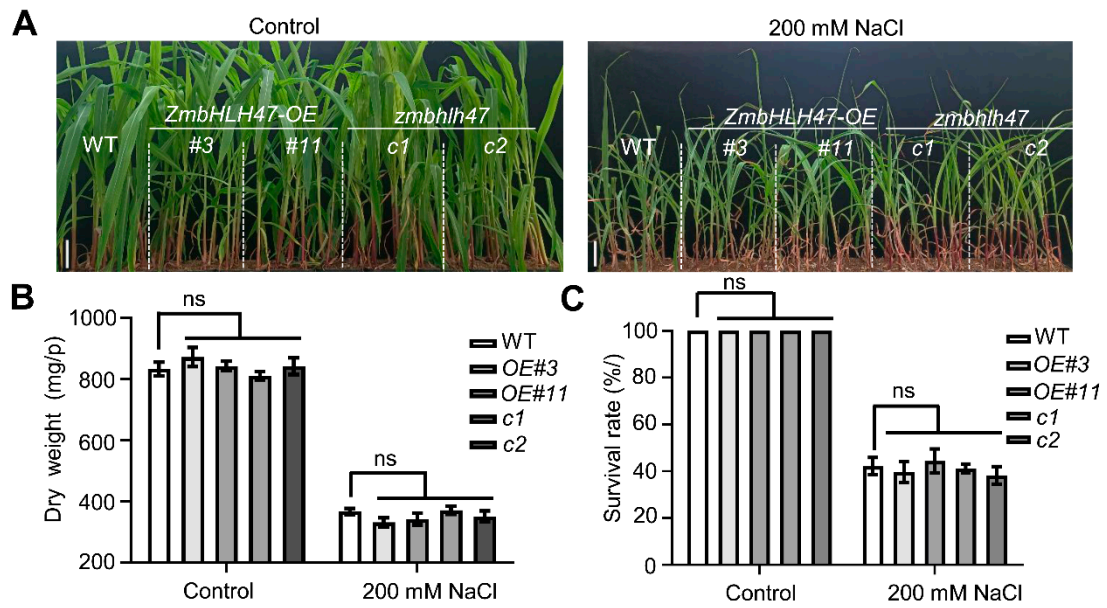 A
Control
200 mM NaCl
ZmbHLH47-OE
zmbhlh47
WT
#3
#11
c1
c2
ZmbHLH47-OE
zmbhlh47
WT
#3
#11
c1
c2
B
Dry weight (mg/p)
1000
800
600
400
200
ns
ns
Control
200 mM NaCl
WT
OE#3
OE#11
c1
c2
C
Survival rate (%/)
100
80
60
40
20
0
ns
ns
Control
200 mM NaCl
WT
OE#3
OE#11
c1
c2